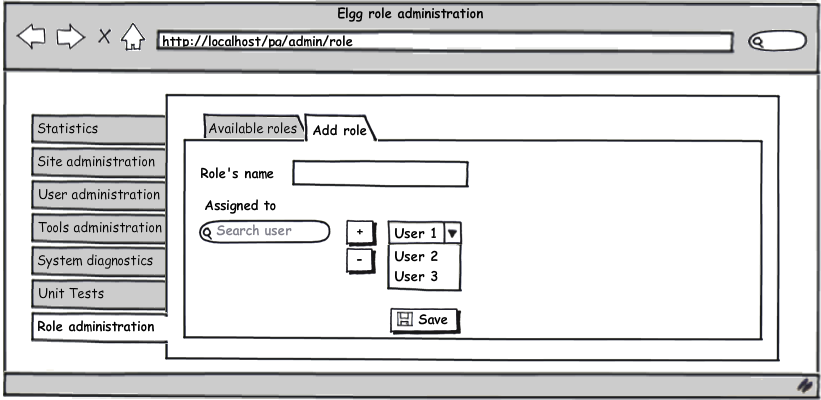 Elgg role administration
http://localhost/pa/admin/role
Statistics
Site administration
User administration
Tools administration
System diagnostics
Unit Tests
Role administration
Available roles
Add role
Role's name
Assigned to
Search user
+
-
User 1
User 2
User 3
Save